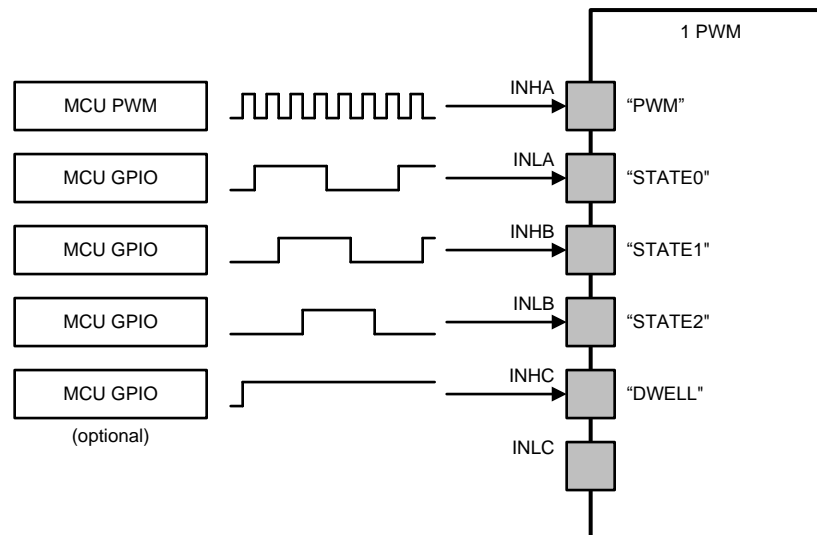 1 PWM
MCU PWM
INHA
“PWM”
MCU GPIO
INLA
“STATE0"
MCU GPIO
INHB
“STATE1"
MCU GPIO
INLB
“STATE2"
MCU GPIO
INHC
“DWELL"
(optional)
INLC